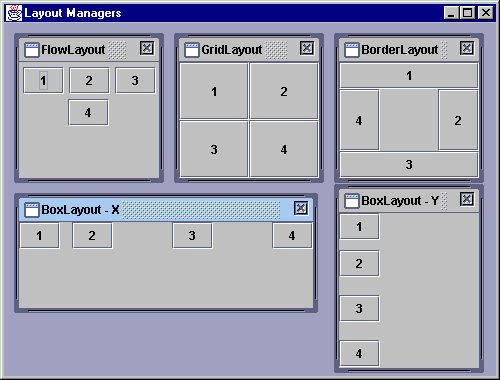 Layout Managers
FlowLayout
1 2 3
4
GridLayout
1 2
3 4
BorderLayout
1
4 2
3
BoxLayout - X
1 2 3 4
BoxLayout - Y
1
2
3
4